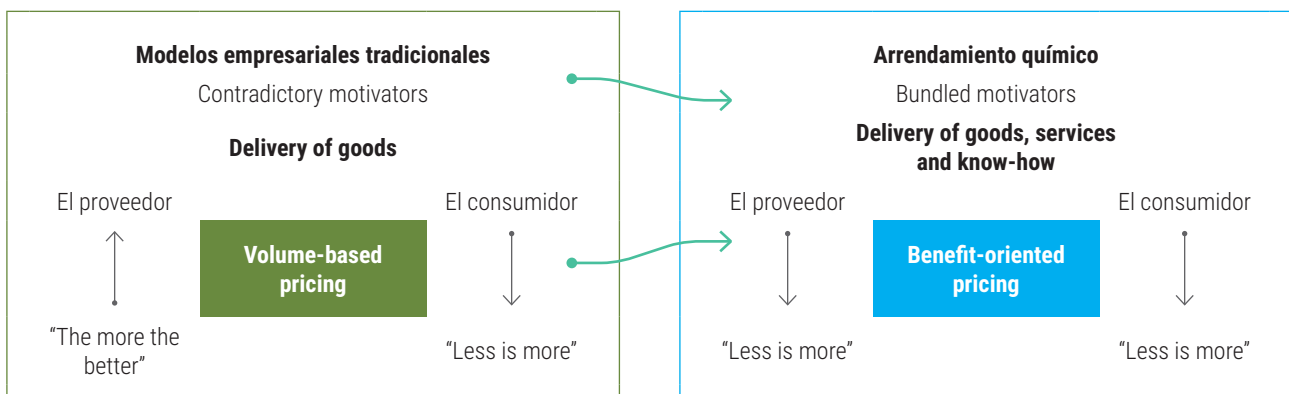 Modelos empresariales tradicionales
Contradictory motivators
Delivery of goods
El proveedor
El consumidor
Volume-based
pricing
“The more the
better”
“Less is more”
Arrendamiento químico
Bundled motivators
Delivery of goods, services
and know-how
El proveedor
El consumidor
Benefit-oriented
pricing
“Less is more”
“Less is more”